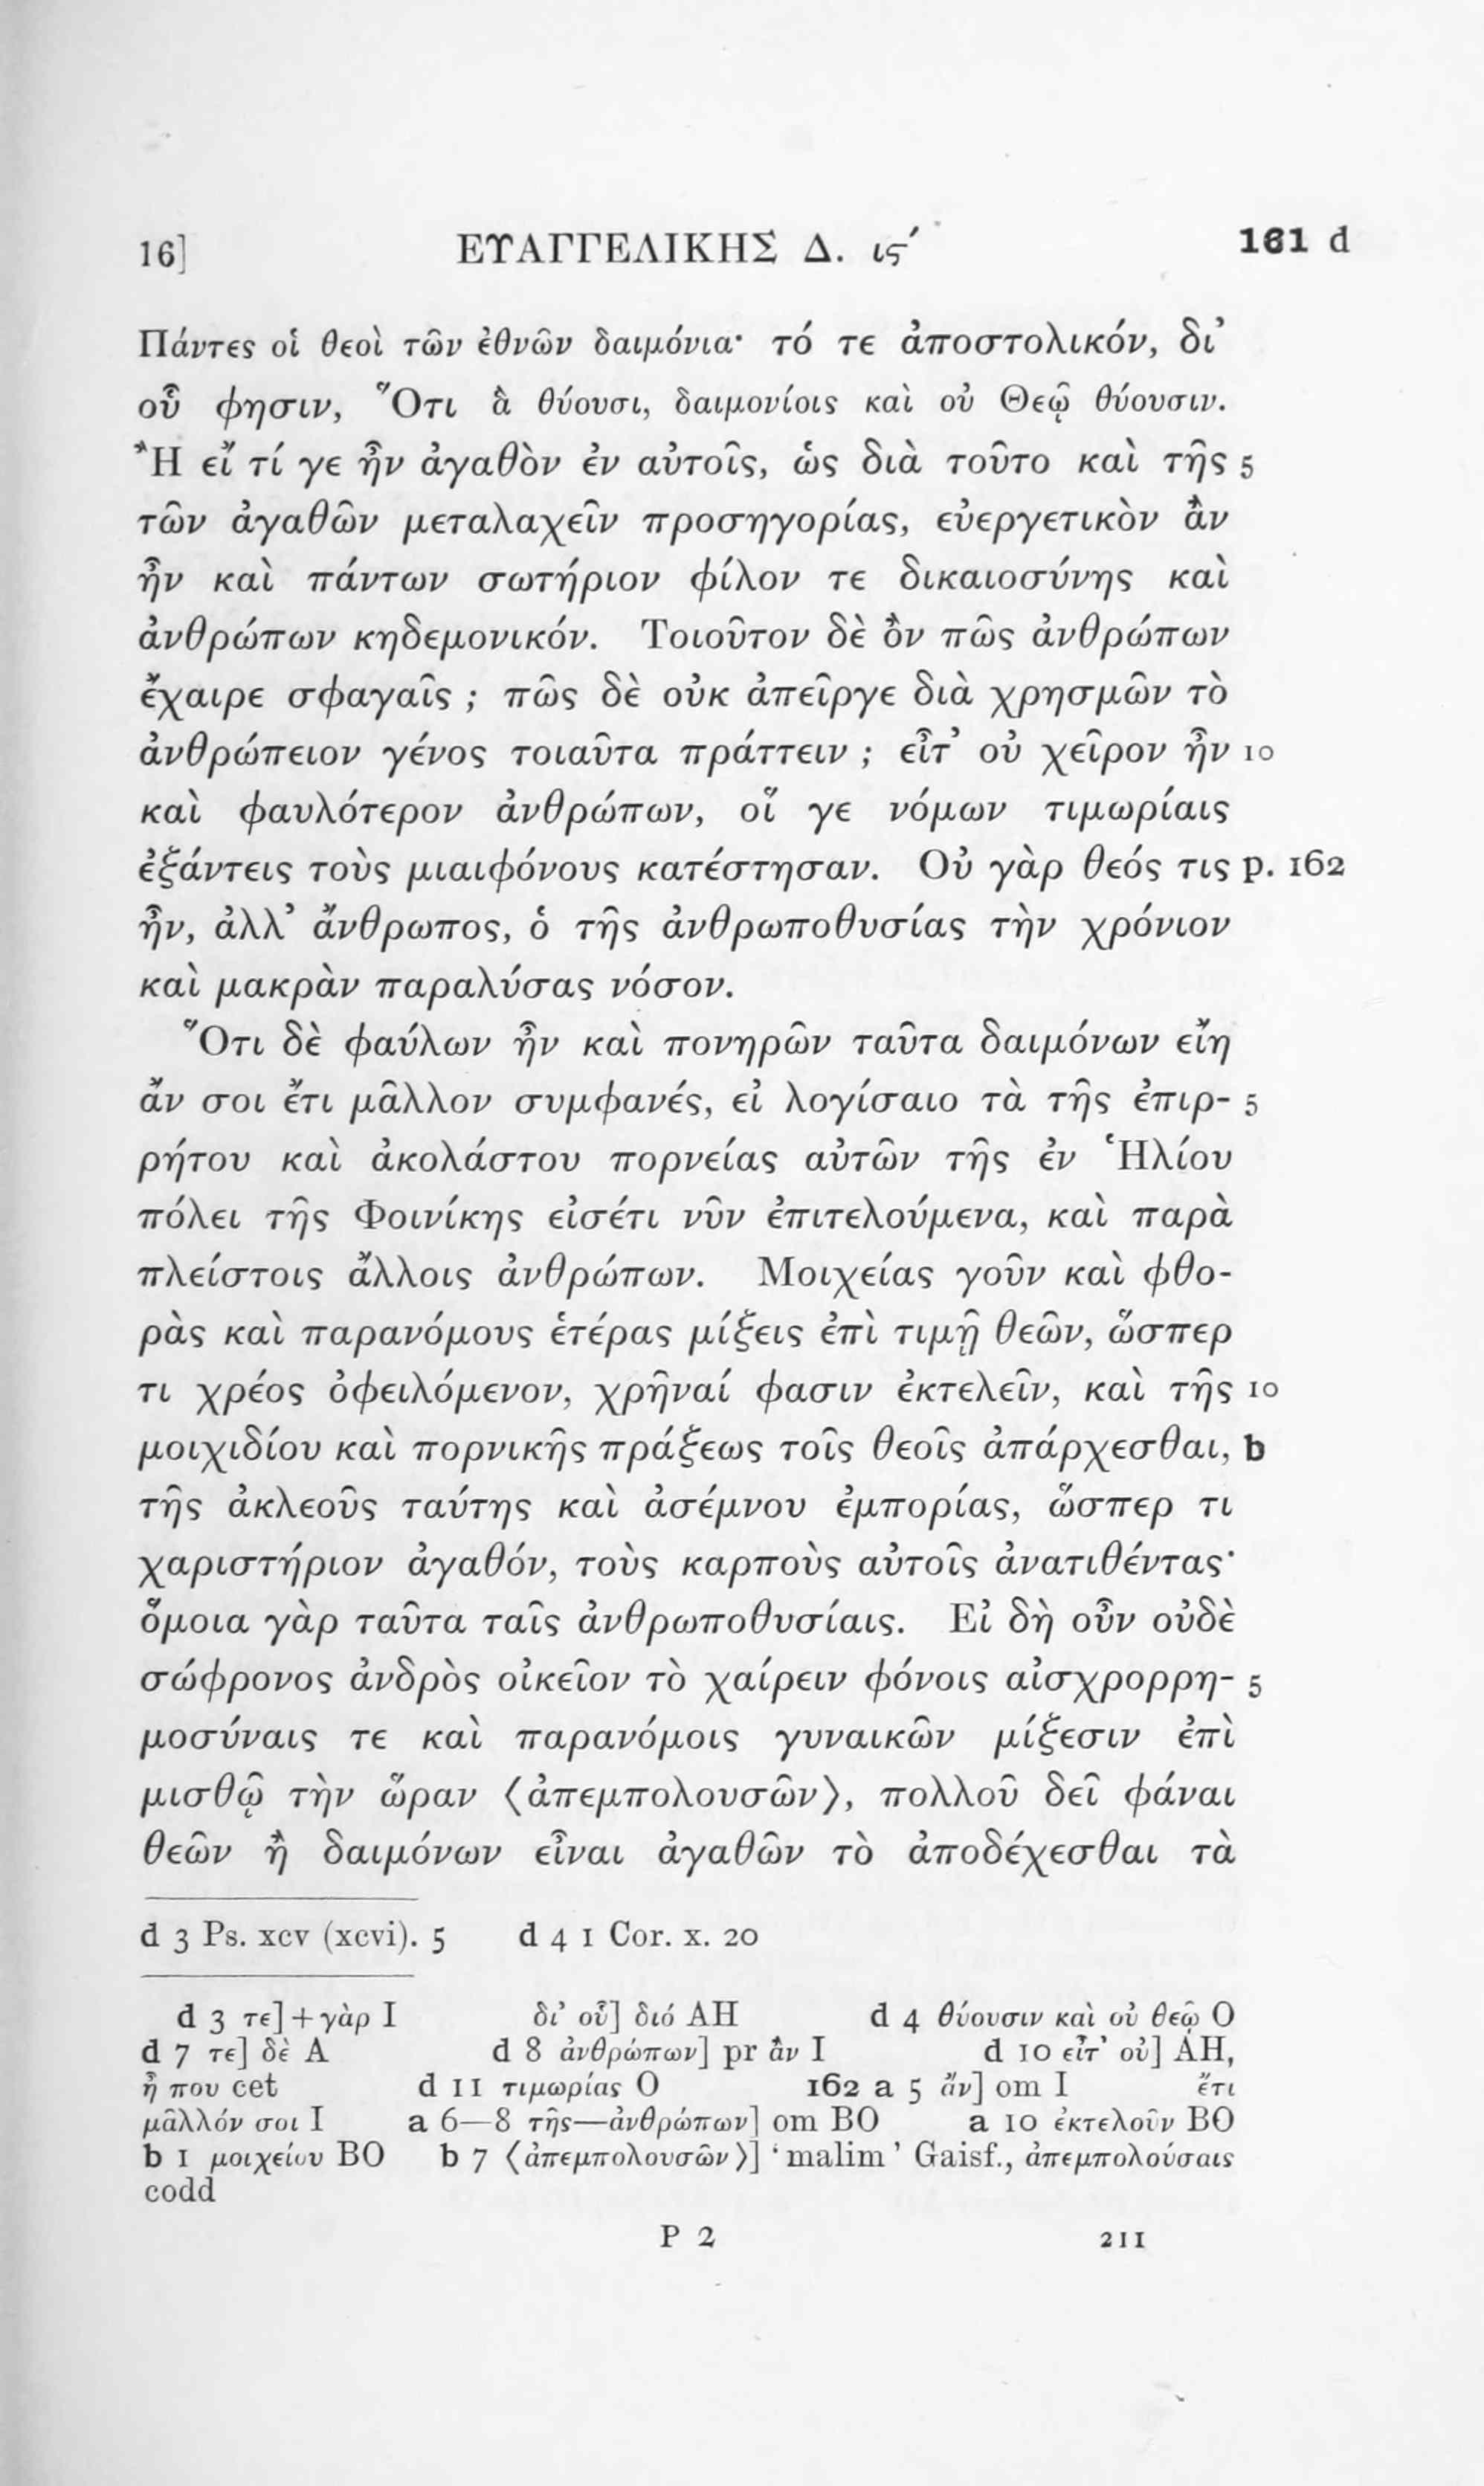 16] ΕΥΑΓΓΕΛΙΚΗΣ Δ. ις´ 161 d
Πάντες οἱ θεοὶ τῶν ἐθνῶν δαιμόνια· τό τε ἀποστολικόν, δι᾽
οὗ φησιν, Ὅτι ἃ θύουσι, δαιμονίοις καὶ οὐ Θεῷ θύουσιν.
Ἢ εἴ τί γε ἦν ἀγαθὸν ἐν αὐτοῖς, ὡς διὰ τοῦτο καὶ τῆς 5
τῶν ἀγαθῶν μεταλαχεῖν προσηγορίας, εὐεργετικὸν ἂν
ἦν καὶ πάντων σωτήριον φίλον τε δικαιοσύνης καὶ
ἀνθρώπων κηδεμονικόν. Τοιοῦτον δὲ ὂν πῶς ἀνθρώπων
ἔχαιρε σφαγαῖς ; πῶς δὲ οὐκ ἀπεῖργε διὰ χρησμῶν τὸ
ἀνθρώπειον γένος τοιαῦτα πράττειν ; εἶτ᾽ οὐ χεῖρον ἦν 10
καὶ φαυλότερον ἀνθρώπων, οἵ γε νόμων τιμωρίαις
ἐξάντεις τοὺς μιαιφόνους κατέστησαν. Οὐ γὰρ θεός τις p. 162
ἦν, ἀλλ᾽ ἄνθρωπος, ὁ τῆς ἀνθρωποθυσίας τὴν χρόνιον
καὶ μακρὰν παραλύσας νόσον.
Ὅτι δὲ φαύλων ἦν καὶ πονηρῶν ταῦτα δαιμόνων εἴη
ἄν σοι ἔτι μᾶλλον συμφανές, εἰ λογίσαιο τὰ τῆς ἐπιρ- 5
ρήτου καὶ ἀκολάστου πορνείας αὐτῶν τῆς ἐν Ἡλίου
πόλει τῆς Φοινίκης εἰσέτι νῦν ἐπιτελούμενα, καὶ παρὰ
πλείστοις ἄλλοις ἀνθρώπων. Μοιχείας γοῦν καὶ φθο-
ρὰς καὶ παρανόμους ἑτέρας μίξεις ἐπὶ τιμῇ θεῶν, ὥσπερ
τι χρέος ὀφειλόμενον, χρῆναί φασιν ἐκτελεῖν, καὶ τῆς 10
μοιχιδίου καὶ πορνικῆς πράξεως τοῖς θεοῖς ἀπάρχεσθαι, b
τῆς ἀκλεοῦς ταύτης καὶ ἀσέμνου ἐμπορίας, ὥσπερ τι
χαριστήριον ἀγαθόν, τοὺς καρποὺς αὐτοῖς ἀνατιθέντας·
ὅμοια γὰρ ταῦτα ταῖς ἀνθρωποθυσίαις. Εἰ δὴ οὖν οὐδὲ
σώφρονος ἀνδρὸς οἰκεῖον τὸ χαίρειν φόνοις αἰσχρορρη- 5
μοσύναις τε καὶ παρανόμοις γυναικῶν μίξεσιν ἐπὶ
μισθῷ τὴν ὥραν ⟨ἀπεμπολουσῶν⟩, πολλοῦ δεῖ φάναι
θεῶν ἢ δαιμόνων εἶναι ἀγαθῶν τὸ ἀποδέχεσθαι τὰ
d 3 Ps. xcv (xcvi). 5 d 4 1 Cor. x. 20
d 3 τε] + γὰρ I δι᾽ οὗ] διό AH d 4 θύουσιν καὶ οὐ θεῷ O
d 7 τε] δὲ A d 8 ἀνθρώπων] pr ἂν I d 10 εἶτ᾽ οὐ] AH,
ἦ που cet d 11 τιμωρίας O 162 a 5 ἄν] om I ἔτι
μᾶλλόν σοι I a 6—8 τῆς—ἀνθρώπων] om BO a 10 ἐκτελοῦν BO
b 1 μοιχείου BO b 7 ⟨ἀπεμπολουσῶν⟩] ‘malim’ Gaisf., ἀπεμπολούσαις
codd
P 2 211